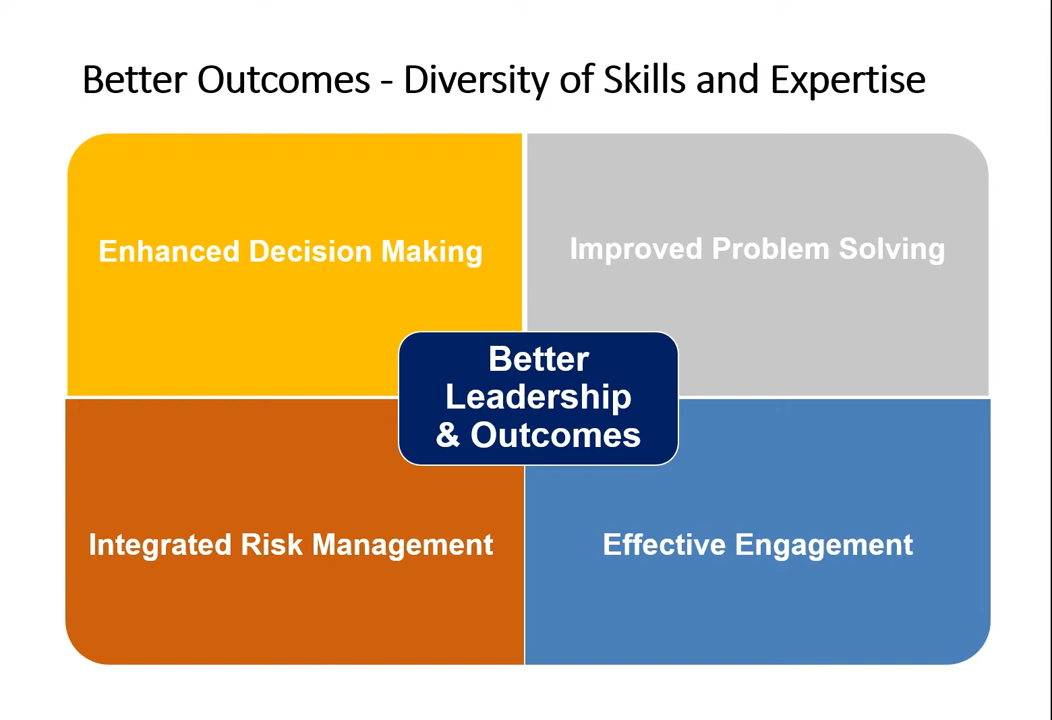 Better Outcomes - Diversity of Skills and Expertise
Enhanced Decision Making
Improved Problem Solving
Better
Leadership
& Outcomes
Integrated Risk Management
Effective Engagement